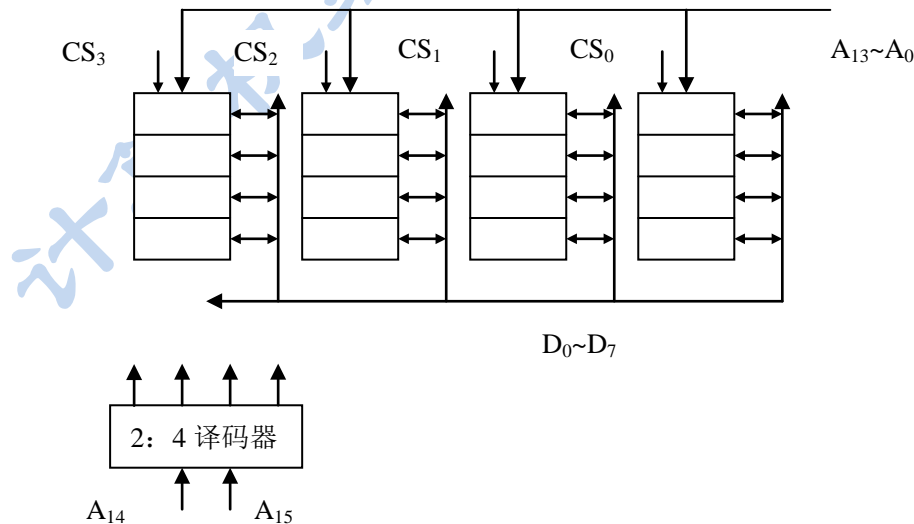 CS₃ CS₂ CS₁ CS₀ A₁₃~A₀
D₀~D₇
2：4 译码器
A₁₄ A₁₅